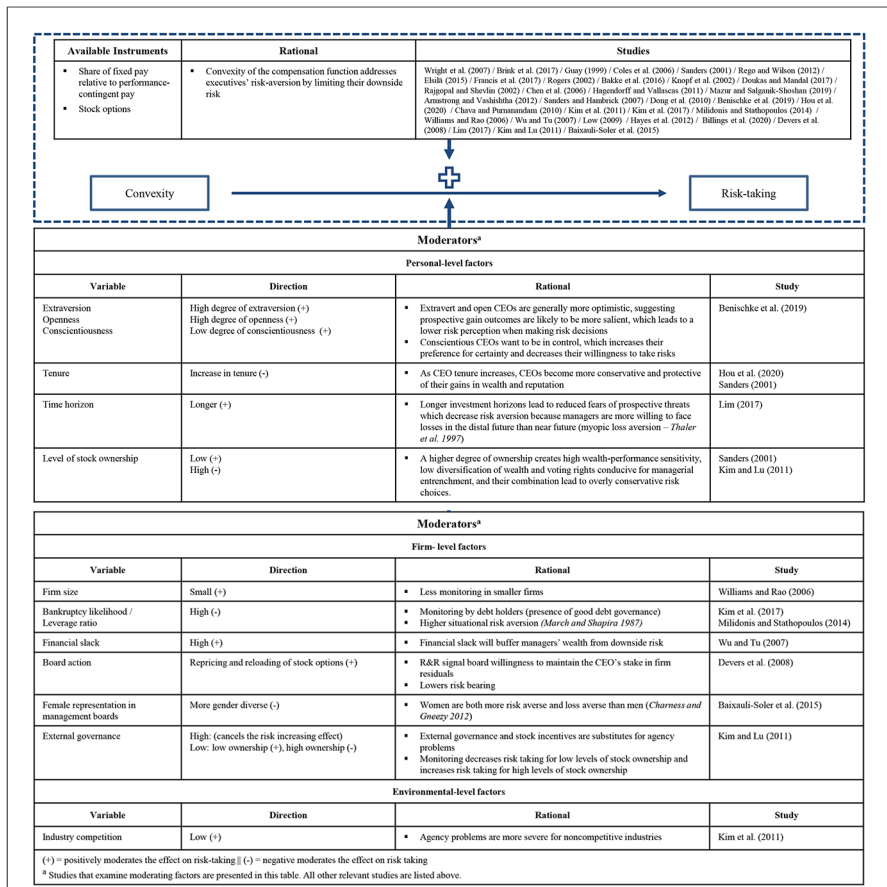 Available Instruments Rational Studies
▪ Share of fixed pay relative to performance-contingent pay
▪ Stock options
▪ Convexity of the compensation function addresses executives' risk-aversion by limiting their downside risk
Wright et al. (2007) / Brink et al. (2017) / Guay (1999) / Coles et al. (2006) / Sanders (2001) / Rego and Wilson (2012) /
Elsilä (2015) / Francis et al. (2017) / Rogers (2002) / Bakke et al. (2016) / Knopf et al. (2002) / Doukas and Mandal (2017) /
Rajgopal and Shevlin (2002) / Chen et al. (2006) / Hagendorff and Vallascas (2011) / Mazur and Salganik-Shoshan (2019) /
Armstrong and Vashishtha (2012) / Sanders and Hambrick (2007) / Dong et al. (2010) / Benischke et al. (2019) / Hou et al.
(2020) / Chava and Purnanandam (2010) / Kim et al. (2011) / Kim et al. (2017) / Milidonis and Stathopoulos (2014) /
Williams and Rao (2006) / Wu and Tu (2007) / Low (2009) / Hayes et al. (2012) / Billings et al. (2020) / Devers et al.
(2008) / Lim (2017) / Kim and Lu (2011) / Baixauli-Soler et al. (2015)
Convexity
Risk-taking
Moderatorsᵃ
Personal-level factors
Variable Direction Rational Study
Extraversion
Openness
Conscientiousness
High degree of extraversion (+)
High degree of openness (+)
Low degree of conscientiousness (+)
▪ Extravert and open CEOs are generally more optimistic, suggesting
prospective gain outcomes are likely to be more salient, which leads to a
lower risk perception when making risk decisions
▪ Conscientious CEOs want to be in control, which increases their
preference for certainty and decreases their willingness to take risks
Benischke et al. (2019)
Tenure
Increase in tenure (-)
▪ As CEO tenure increases, CEOs become more conservative and protective
of their gains in wealth and reputation
Hou et al. (2020)
Sanders (2001)
Time horizon
Longer (+)
▪ Longer investment horizons lead to reduced fears of prospective threats
which decrease risk aversion because managers are more willing to face
losses in the distal future than near future (myopic loss aversion – Thaler
et al. 1997)
Lim (2017)
Level of stock ownership
Low (+)
High (-)
▪ A higher degree of ownership creates high wealth-performance sensitivity,
low diversification of wealth and voting rights conducive for managerial
entrenchment, and their combination lead to overly conservative risk
choices.
Sanders (2001)
Kim and Lu (2011)
Moderatorsᵃ
Firm- level factors
Variable Direction Rational Study
Firm size
Small (+)
▪ Less monitoring in smaller firms
Williams and Rao (2006)
Bankruptcy likelihood /
Leverage ratio
High (-)
▪ Monitoring by debt holders (presence of good debt governance)
▪ Higher situational risk aversion (March and Shapira 1987)
Kim et al. (2017)
Milidonis and Stathopoulos (2014)
Financial slack
High (+)
▪ Financial slack will buffer managers' wealth from downside risk
Wu and Tu (2007)
Board action
Repricing and reloading of stock options (+)
▪ R&R signal board willingness to maintain the CEO's stake in firm
residuals
▪ Lowers risk bearing
Devers et al. (2008)
Female representation in
management boards
More gender diverse (-)
▪ Women are both more risk averse and loss averse than men (Charness and
Gneezy 2012)
Baixauli-Soler et al. (2015)
External governance
High: (cancels the risk increasing effect)
Low: low ownership (+), high ownership (-)
▪ External governance and stock incentives are substitutes for agency
problems
▪ Monitoring decreases risk taking for low levels of stock ownership and
increases risk taking for high levels of stock ownership
Kim and Lu (2011)
Environmental-level factors
Variable Direction Rational Study
Industry competition
Low (+)
▪ Agency problems are more severe for noncompetitive industries
Kim et al. (2011)
(+) = positively moderates the effect on risk-taking || (-) = negative moderates the effect on risk taking
ᵃ Studies that examine moderating factors are presented in this table. All other relevant studies are listed above.